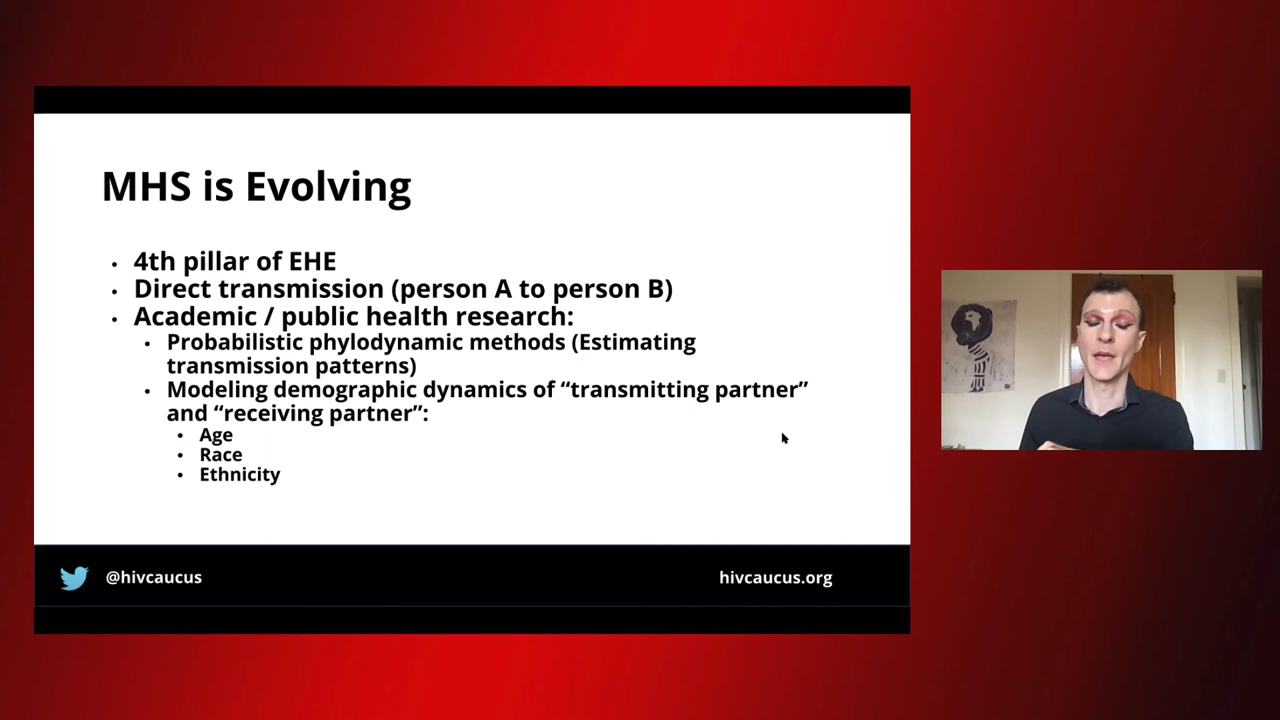 MHS is Evolving
• 4th pillar of EHE
• Direct transmission (person A to person B)
• Academic / public health research:
• Probabilistic phylodynamic methods (Estimating
transmission patterns)
• Modeling demographic dynamics of “transmitting partner”
and “receiving partner”:
• Age
• Race
• Ethnicity
@hivcaucus
hivcaucus.org